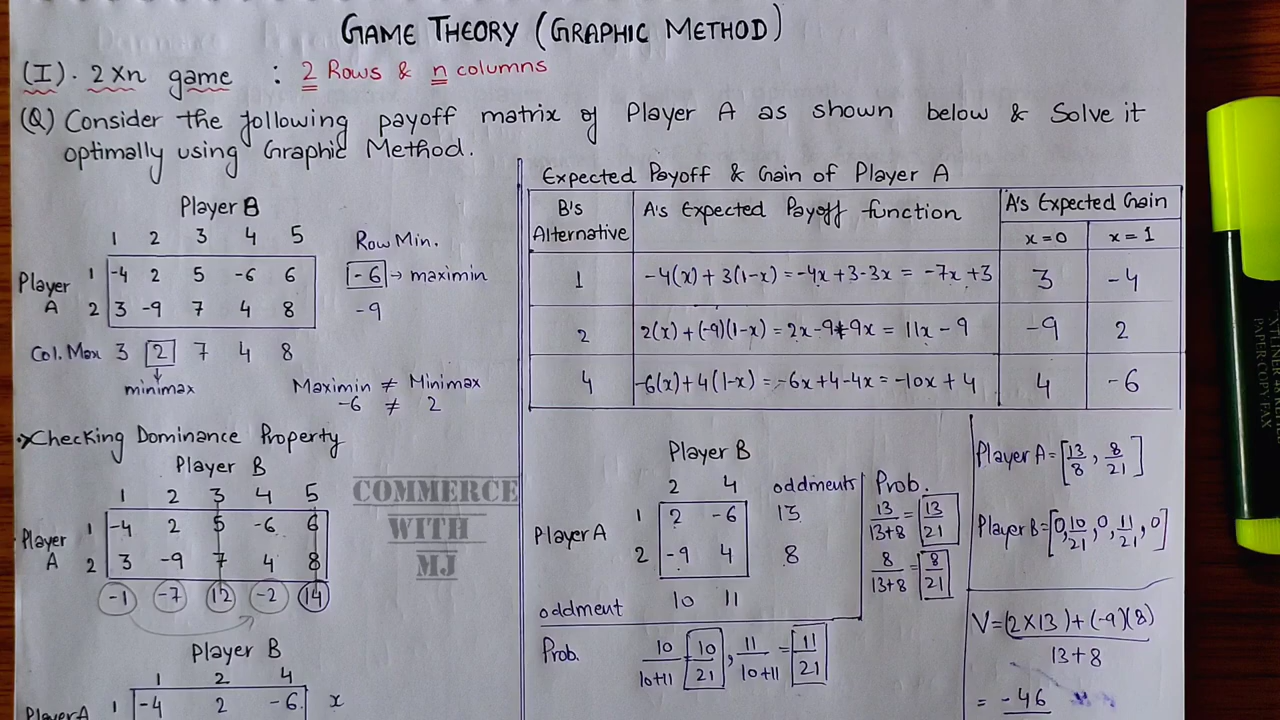 GAME THEORY (GRAPHIC METHOD)
(I). 2xn game : 2 Rows & n columns
(Q) Consider the following payoff matrix of Player A as shown below & Solve it
optimally using Graphic Method.
Player B
1 2 3 4 5 Row Min.
Player A 1 -4 2 5 -6 6 -6 → maximin
2 3 -9 7 4 8 -9
Col. Max 3 2 7 4 8
minimax
Maximin ≠ Minimax
-6 ≠ 2
Checking Dominance Property
Player B
1 2 3 4 5
Player A 1 -4 2 5 -6 6
2 3 -9 7 4 8
-1 -7 12 -2 14
Player B
1 2 4
Player A 1 -4 2 -6 x
COMMERCE
WITH
MJ
Expected Payoff & Gain of Player A
B's Alternative A's Expected Payoff function A's Expected Gain
x=0 x=1
1 -4(x)+3(1-x)=-4x+3-3x = -7x+3 3 -4
2 2(x)+(-9)(1-x)=2x-9+9x = 11x-9 -9 2
4 -6(x)+4(1-x)=-6x+4-4x=-10x+4 4 -6
Player B
2 4 oddments Prob.
Player A 1 2 -6 13 13/13+8 = 13/21
2 -9 4 8 8/13+8 = 8/21
oddment 10 11
Prob. 10/10+11 = 10/21, 11/10+11 = 11/21
Player A = [13/8, 8/21]
Player B = [0, 10/21, 0, 11/21, 0]
V = (2x13)+(-9)(8)
13+8
= -46
PAPER COPY FAX